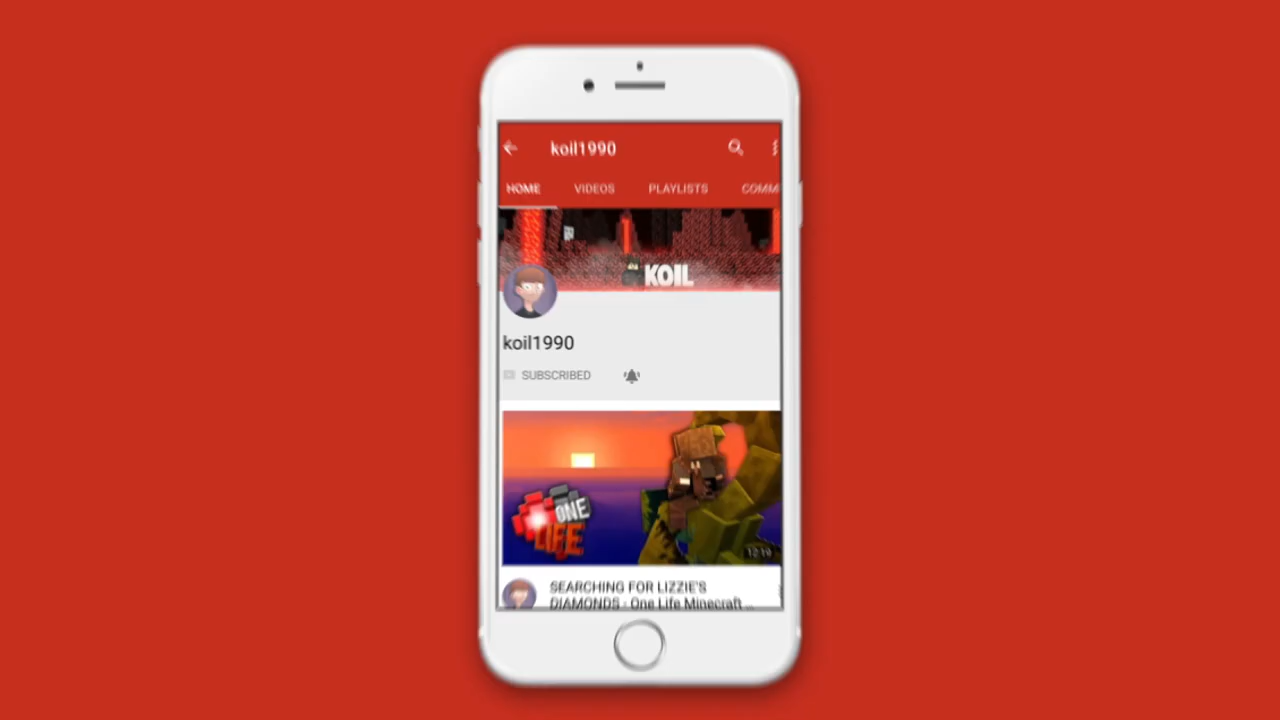 koil1990
HOME VIDEOS PLAYLISTS COMM
KOIL
koil1990
SUBSCRIBED
ONE
LIFE
12:19
SEARCHING FOR LIZZIE'S
DIAMONDS - One Life Minecraft ...